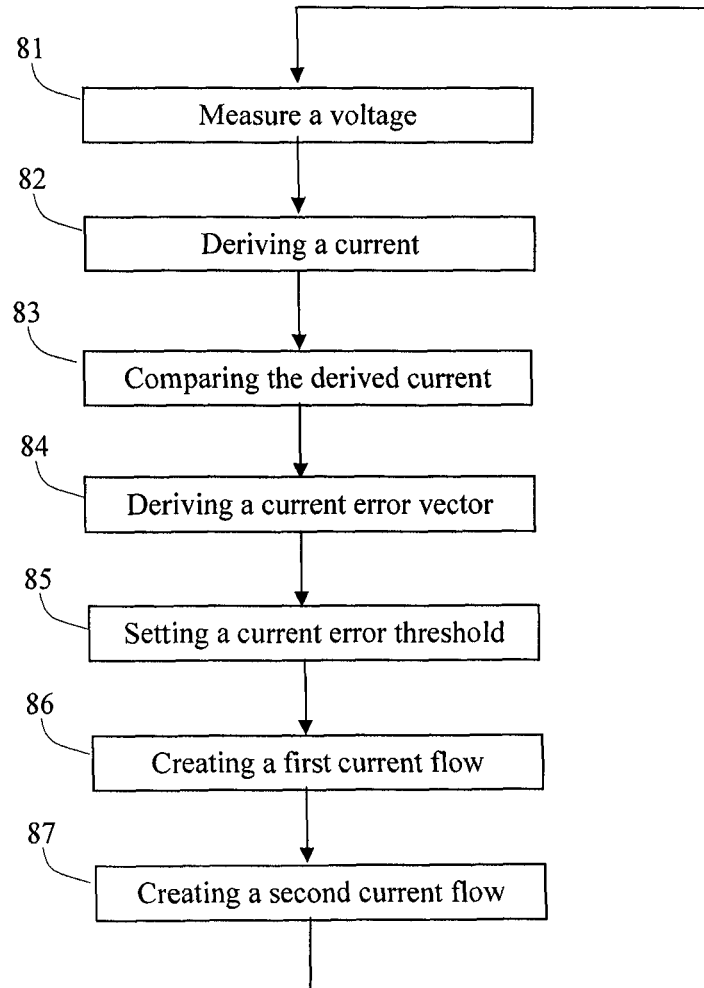 81
Measure a voltage
82
Deriving a current
83
Comparing the derived current
84
Deriving a current error vector
85
Setting a current error threshold
86
Creating a first current flow
87
Creating a second current flow